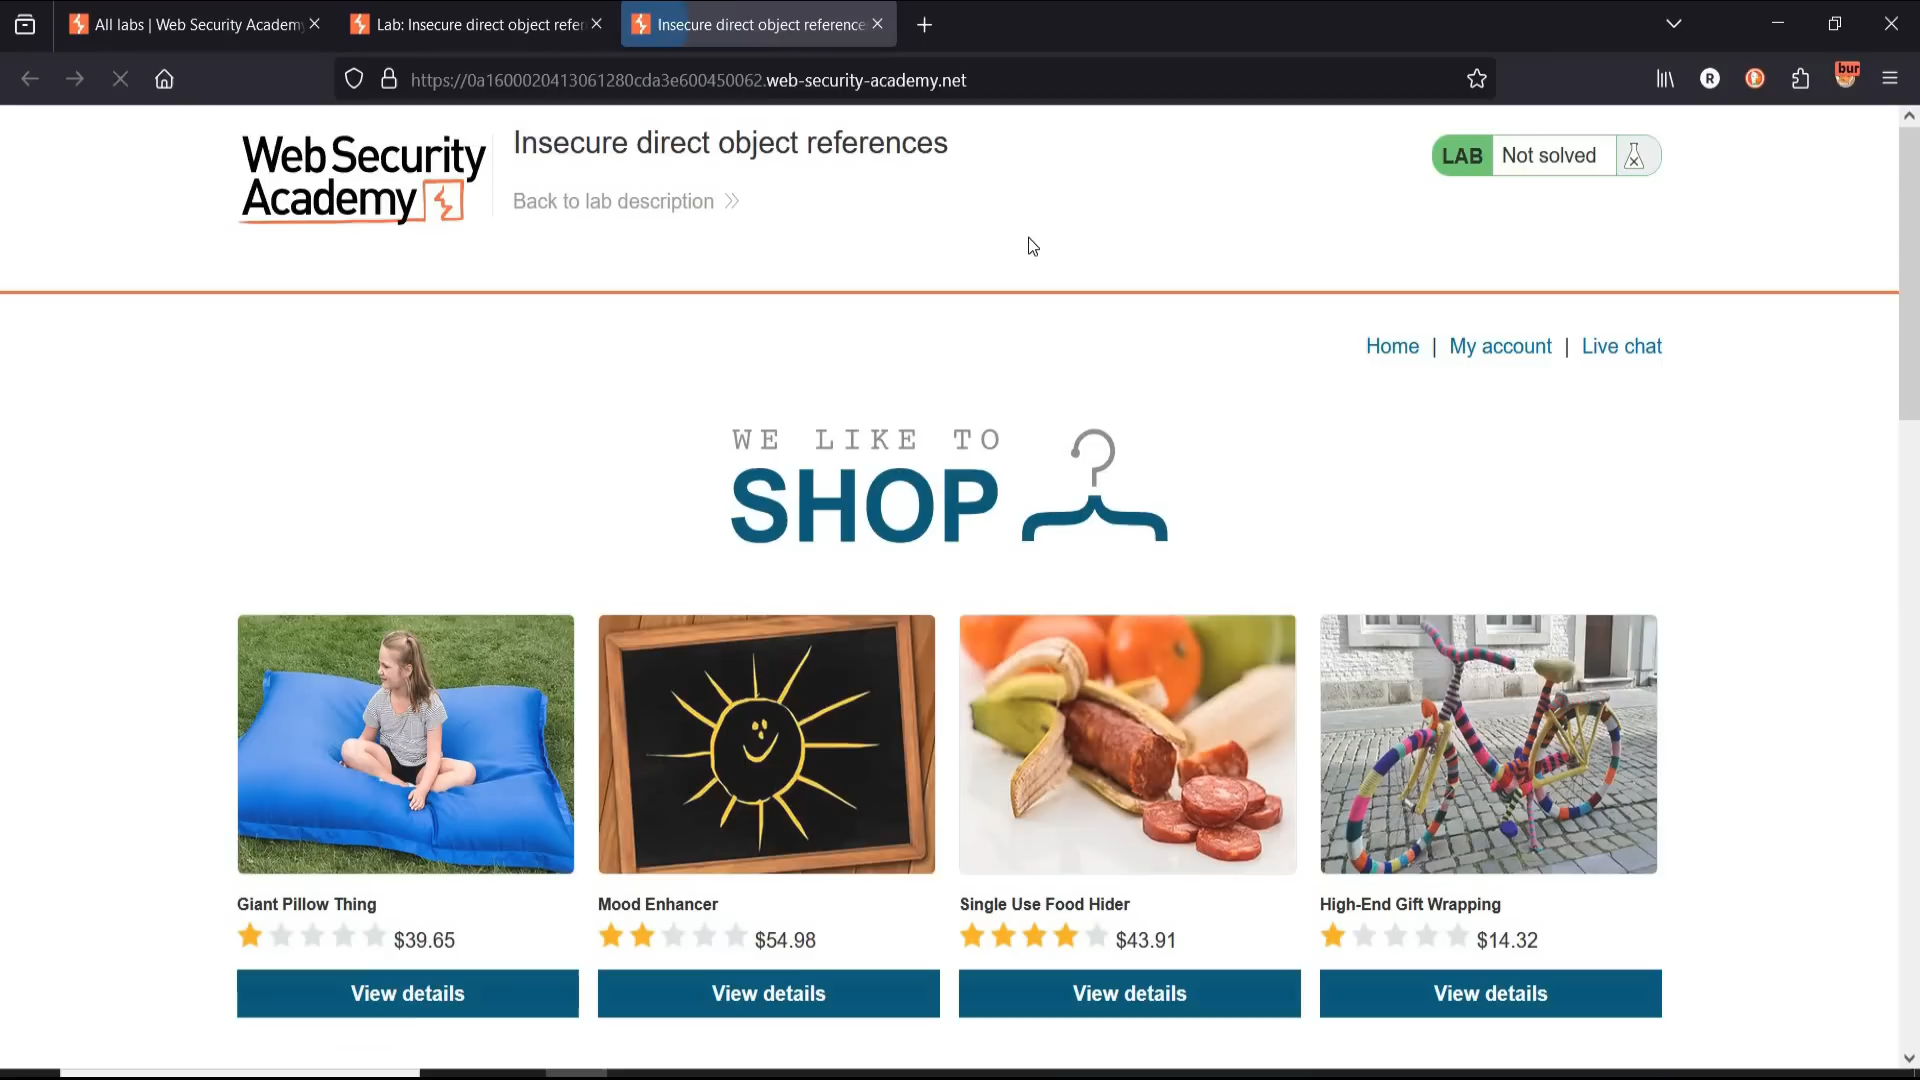 All labs | Web Security Academy
Lab: Insecure direct object refer
Insecure direct object reference
https://0a1600020413061280cda3e600450062.web-security-academy.net
R
bur
Web Security
Academy
Insecure direct object references
Back to lab description
LAB Not solved
Home | My account | Live chat
WE LIKE TO
SHOP
Giant Pillow Thing
Mood Enhancer
Single Use Food Hider
High-End Gift Wrapping
$39.65
$54.98
$43.91
$14.32
View details
View details
View details
View details